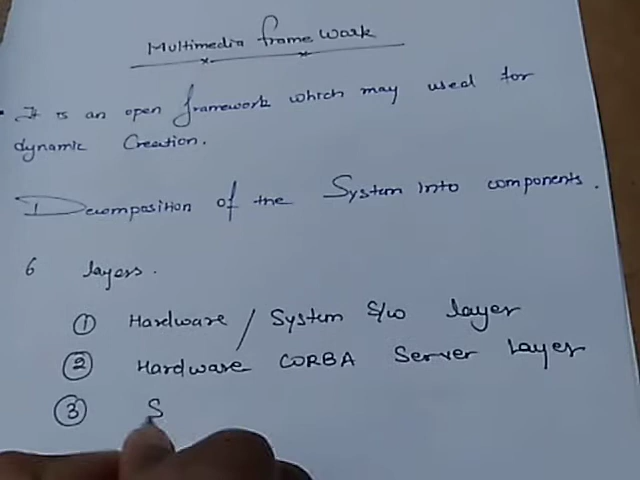 Multimedia frame work
It is an open framework which may used for
dynamic Creation.
Decomposition of the System into components.
6 layers.
① Hardware / System S/w layer
② Hardware CORBA Server Layer
③ S